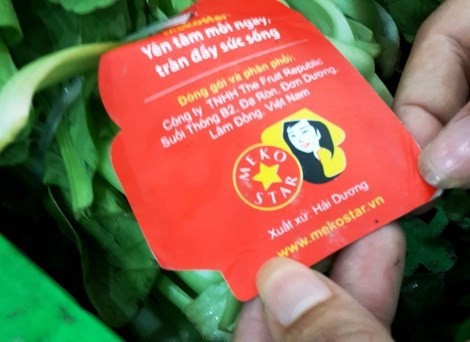 Mekostar
Yên tâm mỗi ngày,
tràn đầy sức sống
Đóng gói và phân phối:
Công ty TNHH The Fruit Republic
Suối Thông B2, Đạ Ròn, Đơn Dương,
Lâm Đồng, Việt Nam
MEKO
STAR
Xuất xứ: Hải Dương
www.mekostar.vn